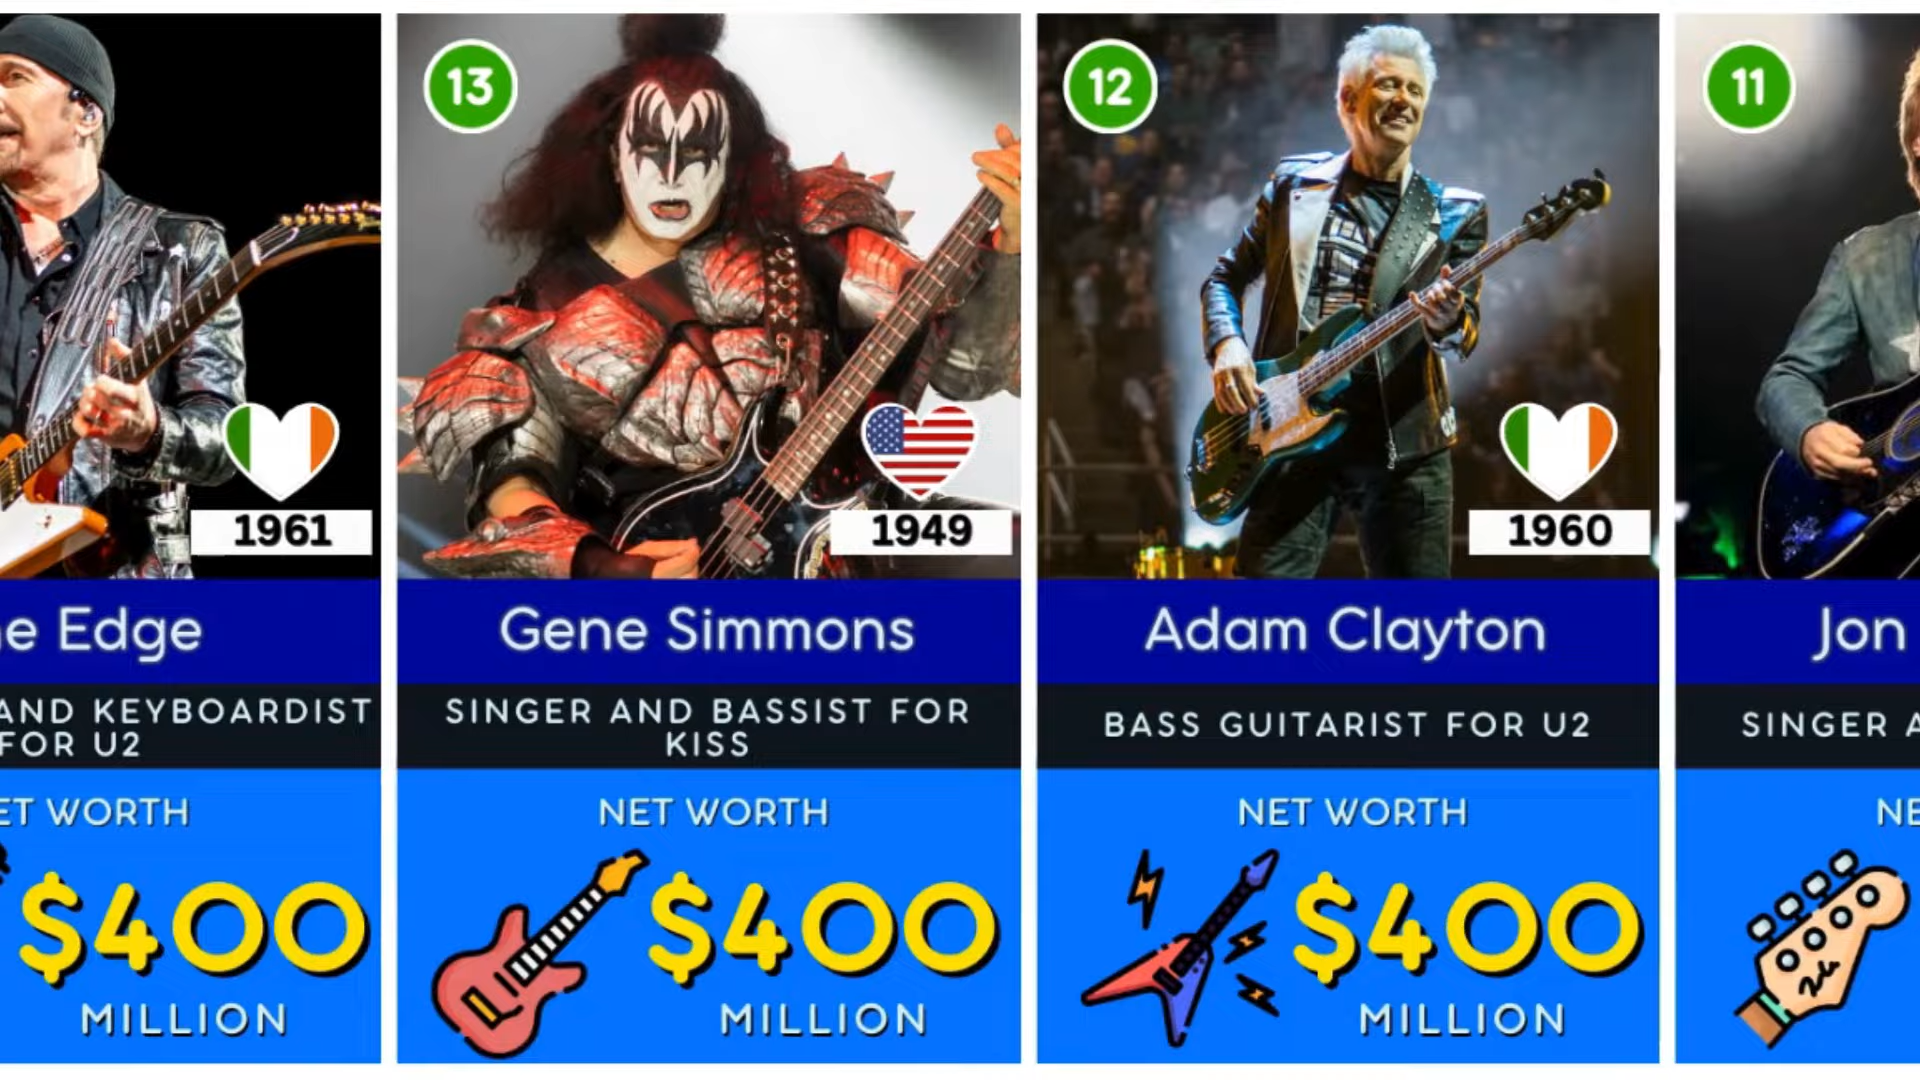 1961
ne Edge
AND KEYBOARDIST
FOR U2
ET WORTH
$400
MILLION
13
1949
Gene Simmons
SINGER AND BASSIST FOR
KISS
NET WORTH
$400
MILLION
12
1960
Adam Clayton
BASS GUITARIST FOR U2
NET WORTH
$400
MILLION
11
Jon
SINGER A
NE